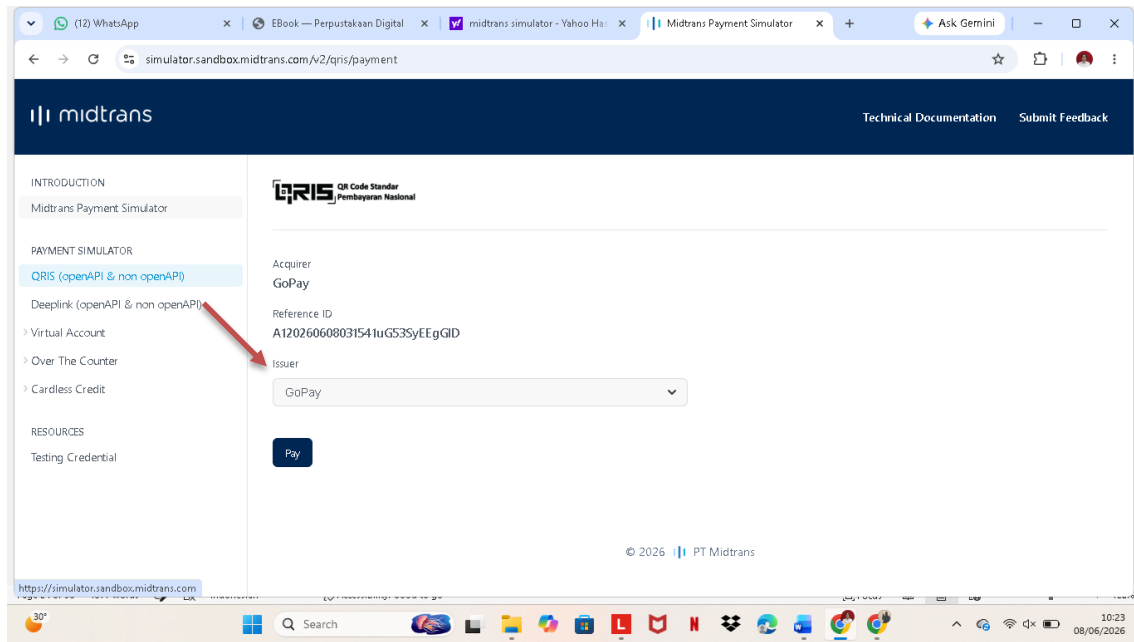 (12) WhatsApp
EBook — Perpustakaan Digital
midtrans simulator - Yahoo Has
Midtrans Payment Simulator
Ask Gemini
simulator.sandbox.midtrans.com/v2/qris/payment
midtrans
Technical Documentation
Submit Feedback
INTRODUCTION
Midtrans Payment Simulator
PAYMENT SIMULATOR
QRIS (openAPI & non openAPI)
Deeplink (openAPI & non openAPI)
Virtual Account
Over The Counter
Cardless Credit
RESOURCES
Testing Credential
QRIS QR Code Standar
Pembayaran Nasional
Acquirer
GoPay
Reference ID
A120260608031541uG53SyEEgGID
Issuer
GoPay
Pay
© 2026 PT Midtrans
https://simulator.sandbox.midtrans.com
30°
Search
10:23
08/06/2026